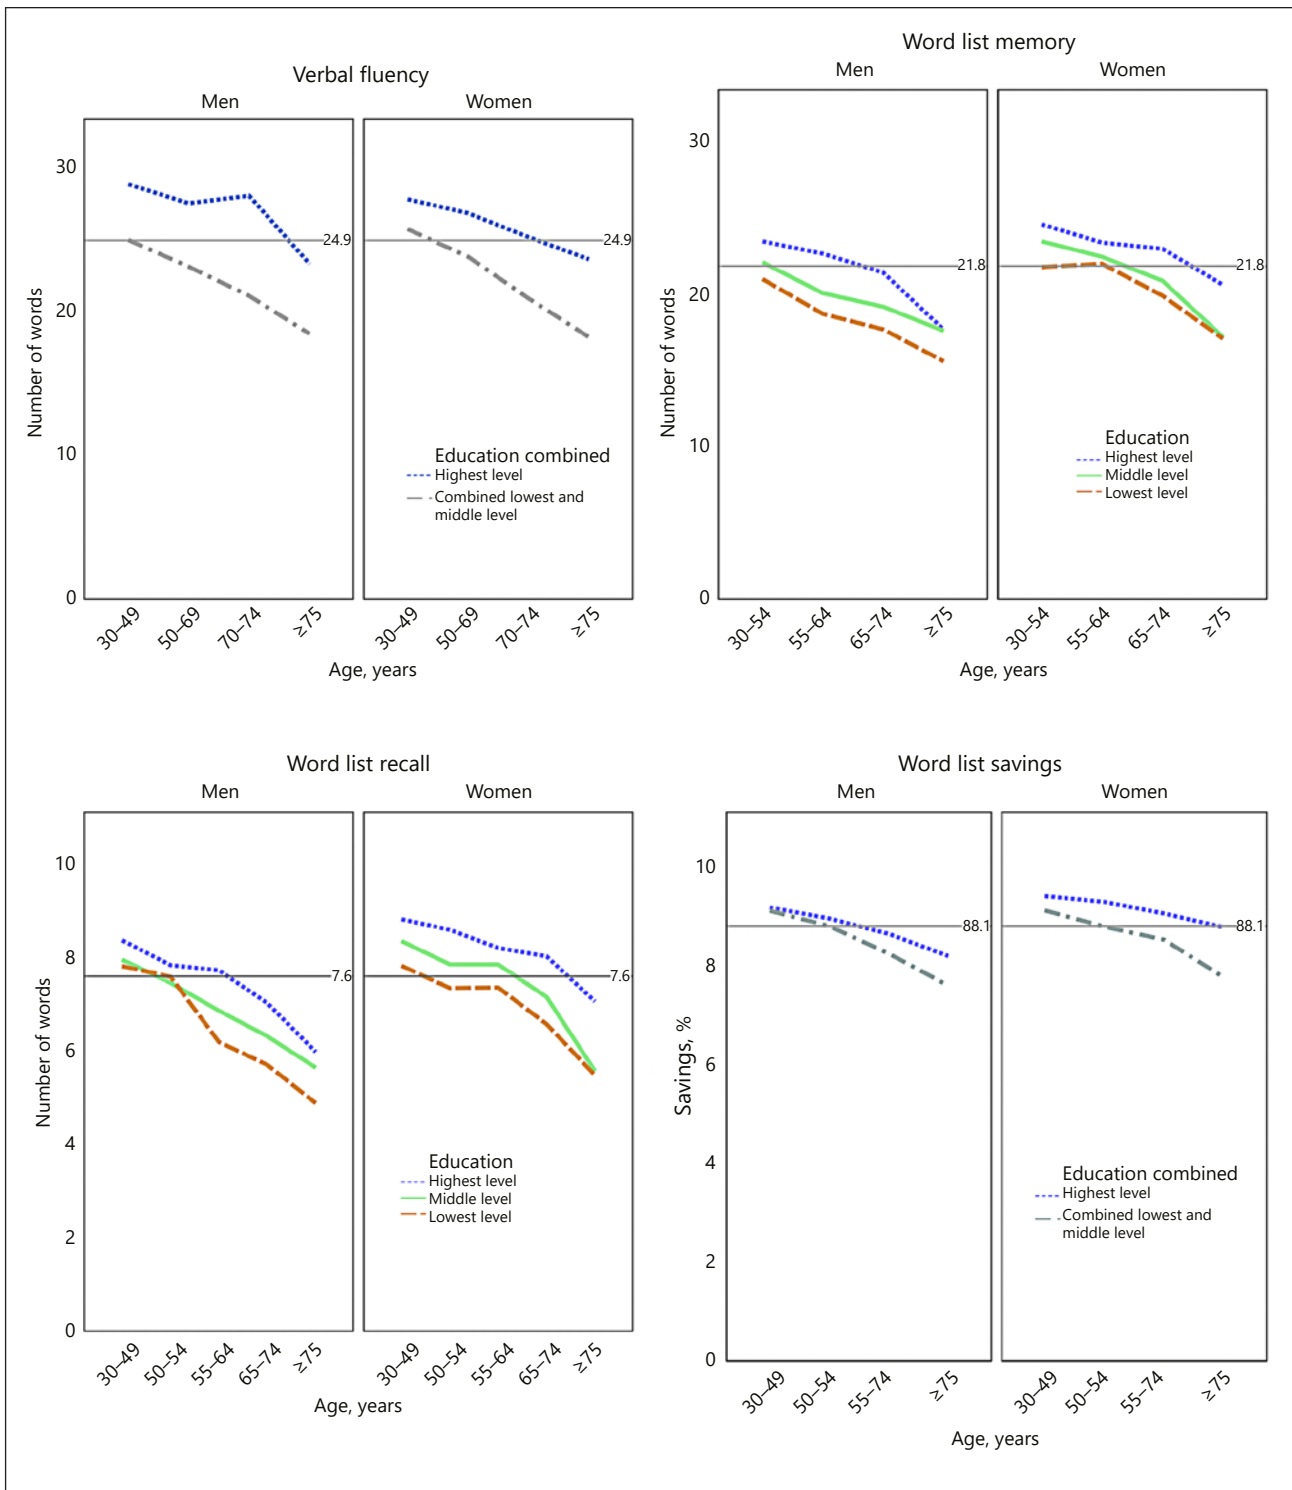 Verbal fluency
Men
Women
Number of words
30
20
10
0
24.9
24.9
Education combined
Highest level
Combined lowest and
middle level
30–49
50–69
70–74
≥75
30–49
50–69
70–74
≥75
Age, years
Word list memory
Men
Women
Number of words
30
20
10
0
21.8
21.8
Education
Highest level
Middle level
Lowest level
30–54
55–64
65–74
≥75
30–54
55–64
65–74
≥75
Age, years
Word list recall
Men
Women
Number of words
10
8
6
4
2
0
7.6
7.6
Education
Highest level
Middle level
Lowest level
30–49
50–54
55–64
65–74
≥75
30–49
50–54
55–64
65–74
≥75
Age, years
Word list savings
Men
Women
Savings, %
10
8
6
4
2
0
88.1
88.1
Education combined
Highest level
Combined lowest and
middle level
30–49
50–54
55–74
≥75
30–49
50–54
55–74
≥75
Age, years